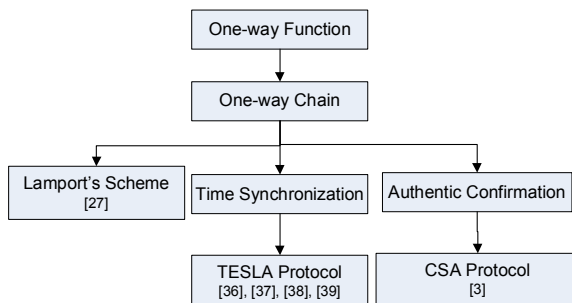 One-way Function
One-way Chain
Lamport's Scheme
[27]
Time Synchronization
Authentic Confirmation
TESLA Protocol
[36], [37], [38], [39]
CSA Protocol
[3]